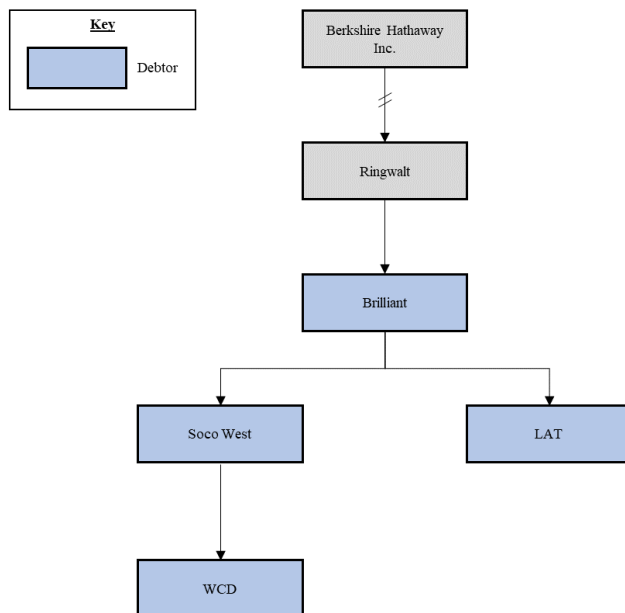 Key
Debtor
Berkshire Hathaway
Inc.
Ringwalt
Brilliant
Soco West
LAT
WCD